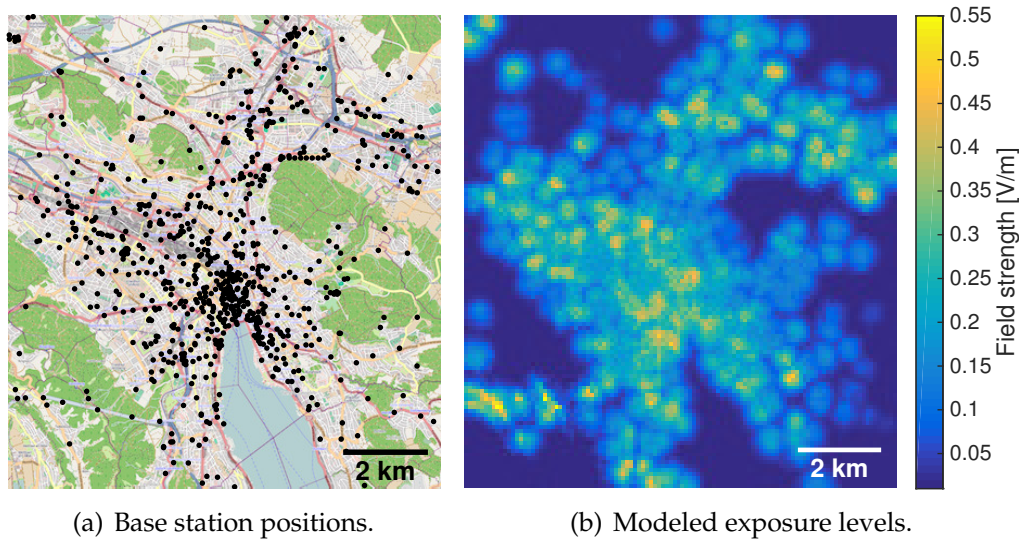 2 km
2 km
0.55
0.5
0.45
0.4
0.35
0.3
0.25
0.2
0.15
0.1
0.05
Field strength [V/m]
(a) Base station positions.
(b) Modeled exposure levels.